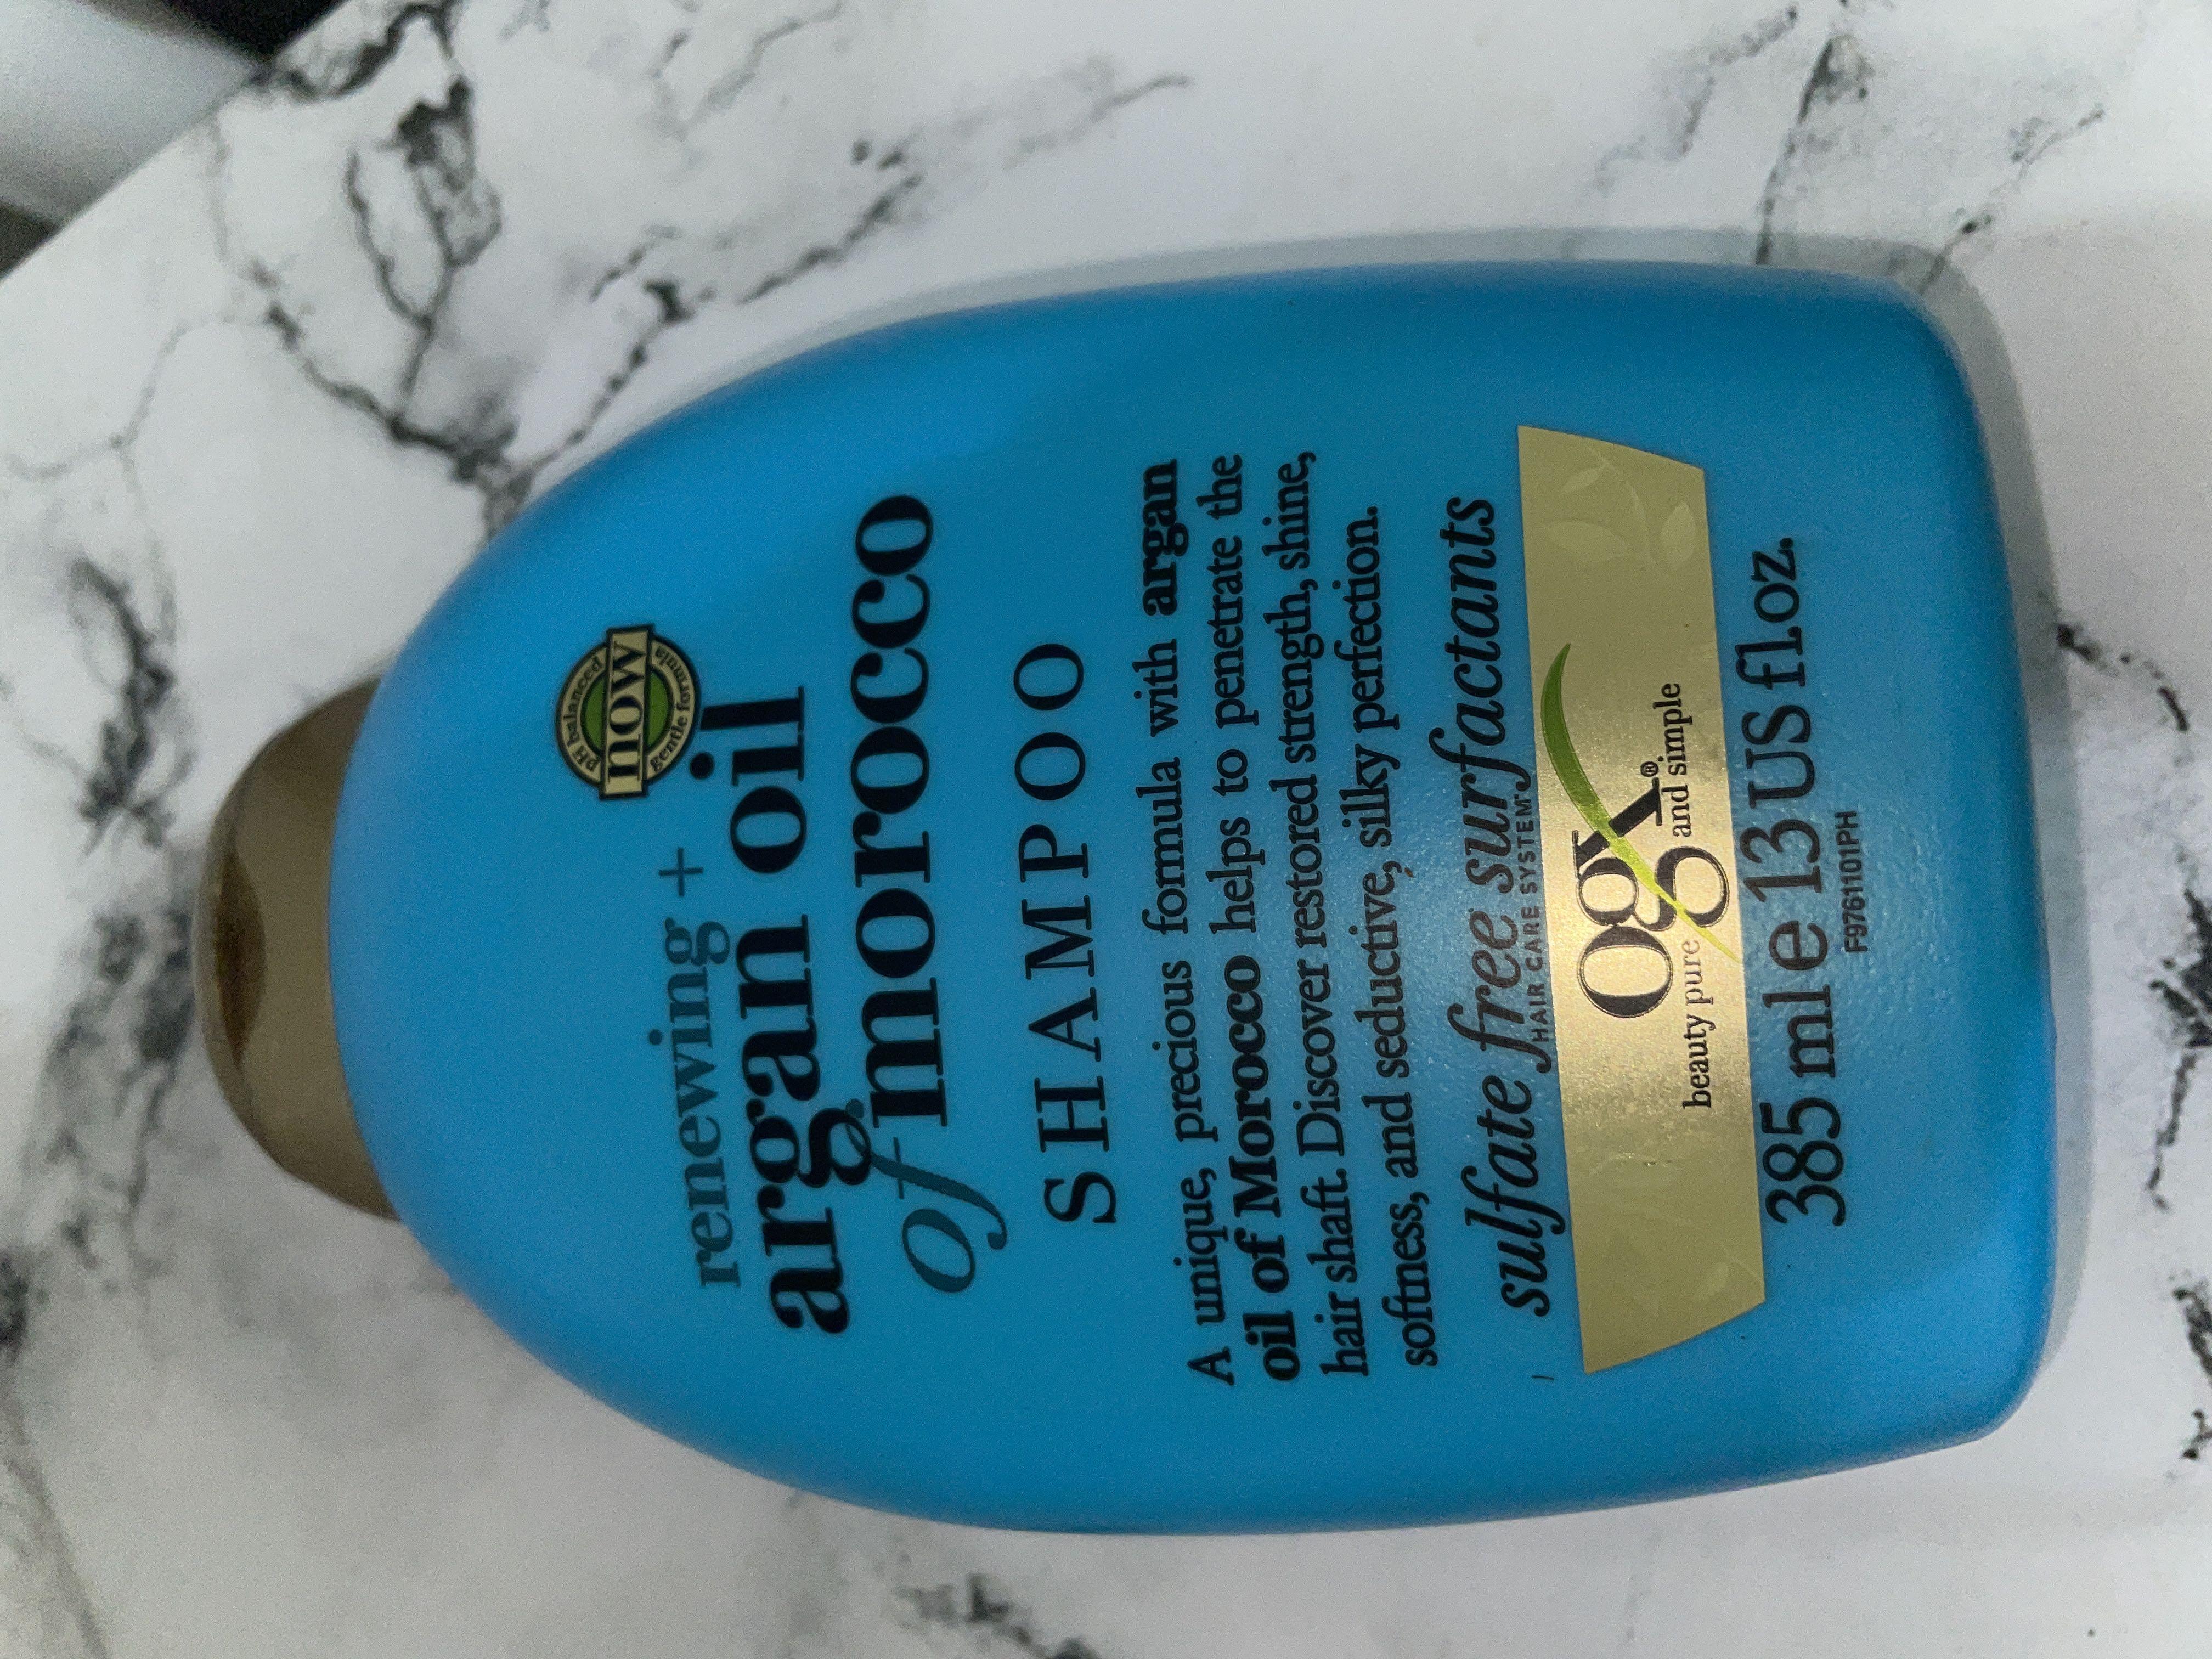 pH balanced
now
gentle formula
renewing +
argan oil
of morocco
SHAMPOO
A unique, precious formula with argan
oil of Morocco helps to penetrate the
hair shaft. Discover restored strength, shine,
softness, and seductive, silky perfection.
sulfate free surfactants
HAIR CARE SYSTEM™
ogx®
beauty pure and simple
385 ml e 13 US fl oz.
F9761101PH